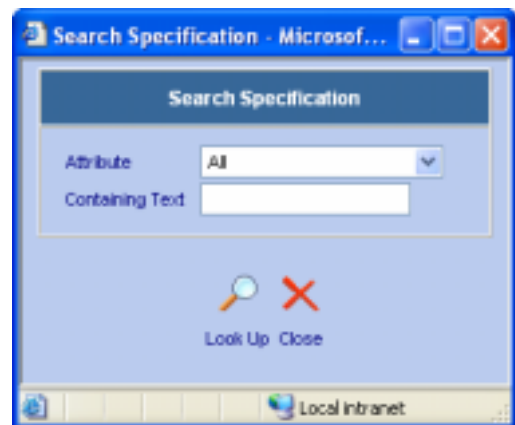 Search Specification - Microsof...
Search Specification
Attribute All
Containing Text
Look Up Close
Local intranet